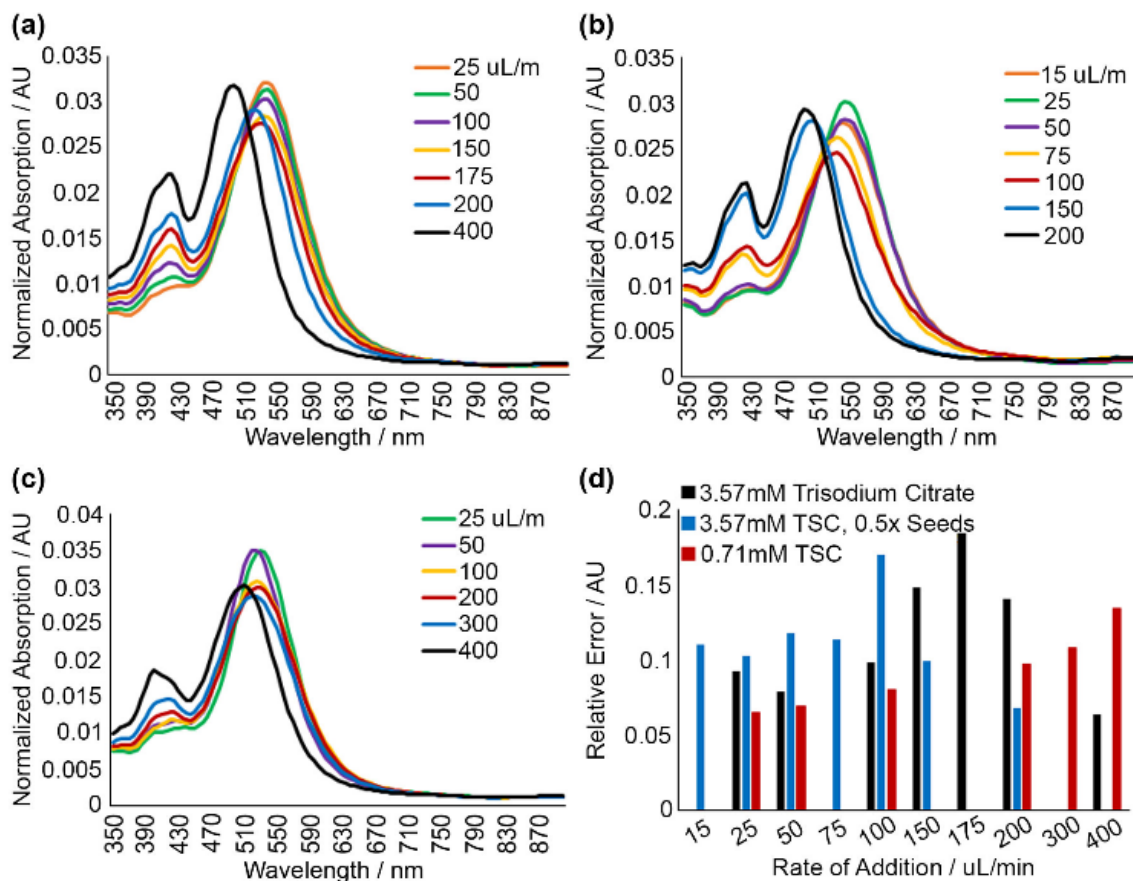 (a)
Normalized Absorption / AU
0.035
0.03
0.025
0.02
0.015
0.01
0.005
0
25 uL/m
50
100
150
175
200
400
350 390 430 470 510 550 590 630 670 710 750 790 830 870
Wavelength / nm
(b)
Normalized Absorption / AU
0.035
0.03
0.025
0.02
0.015
0.01
0.005
0
15 uL/m
25
50
75
100
150
200
350 390 430 470 510 550 590 630 670 710 750 790 830 870
Wavelength / nm
(c)
Normalized Absorption / AU
0.04
0.035
0.03
0.025
0.02
0.015
0.01
0.005
0
25 uL/m
50
100
200
300
400
350 390 430 470 510 550 590 630 670 710 750 790 830 870
Wavelength / nm
(d)
3.57mM Trisodium Citrate
3.57mM TSC, 0.5x Seeds
0.71mM TSC
Relative Error / AU
0.2
0.15
0.1
0.05
0
15 25 50 75 100 150 175 200 300 400
Rate of Addition / uL/min